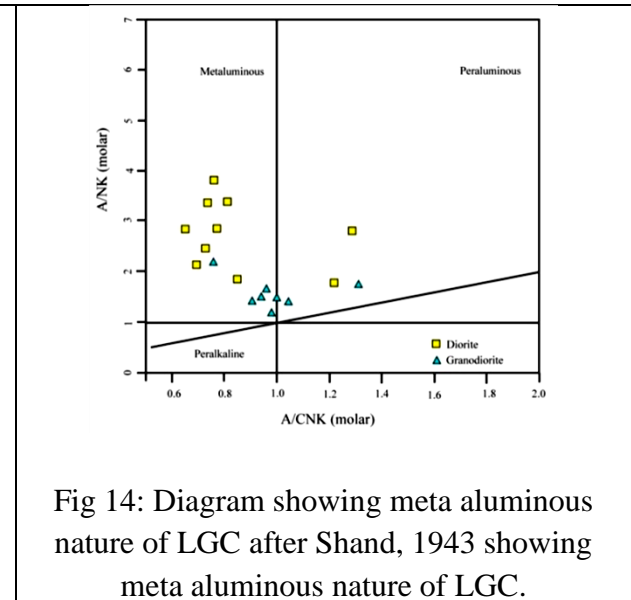 7
6
5
4
3
2
1
0
A/NK (molar)
Metaluminous
Peraluminous
Peralkaline
Diorite
Granodiorite
0.6 0.8 1.0 1.2 1.4 1.6 1.8 2.0
A/CNK (molar)
Fig 14: Diagram showing meta aluminous
nature of LGC after Shand, 1943 showing
meta aluminous nature of LGC.